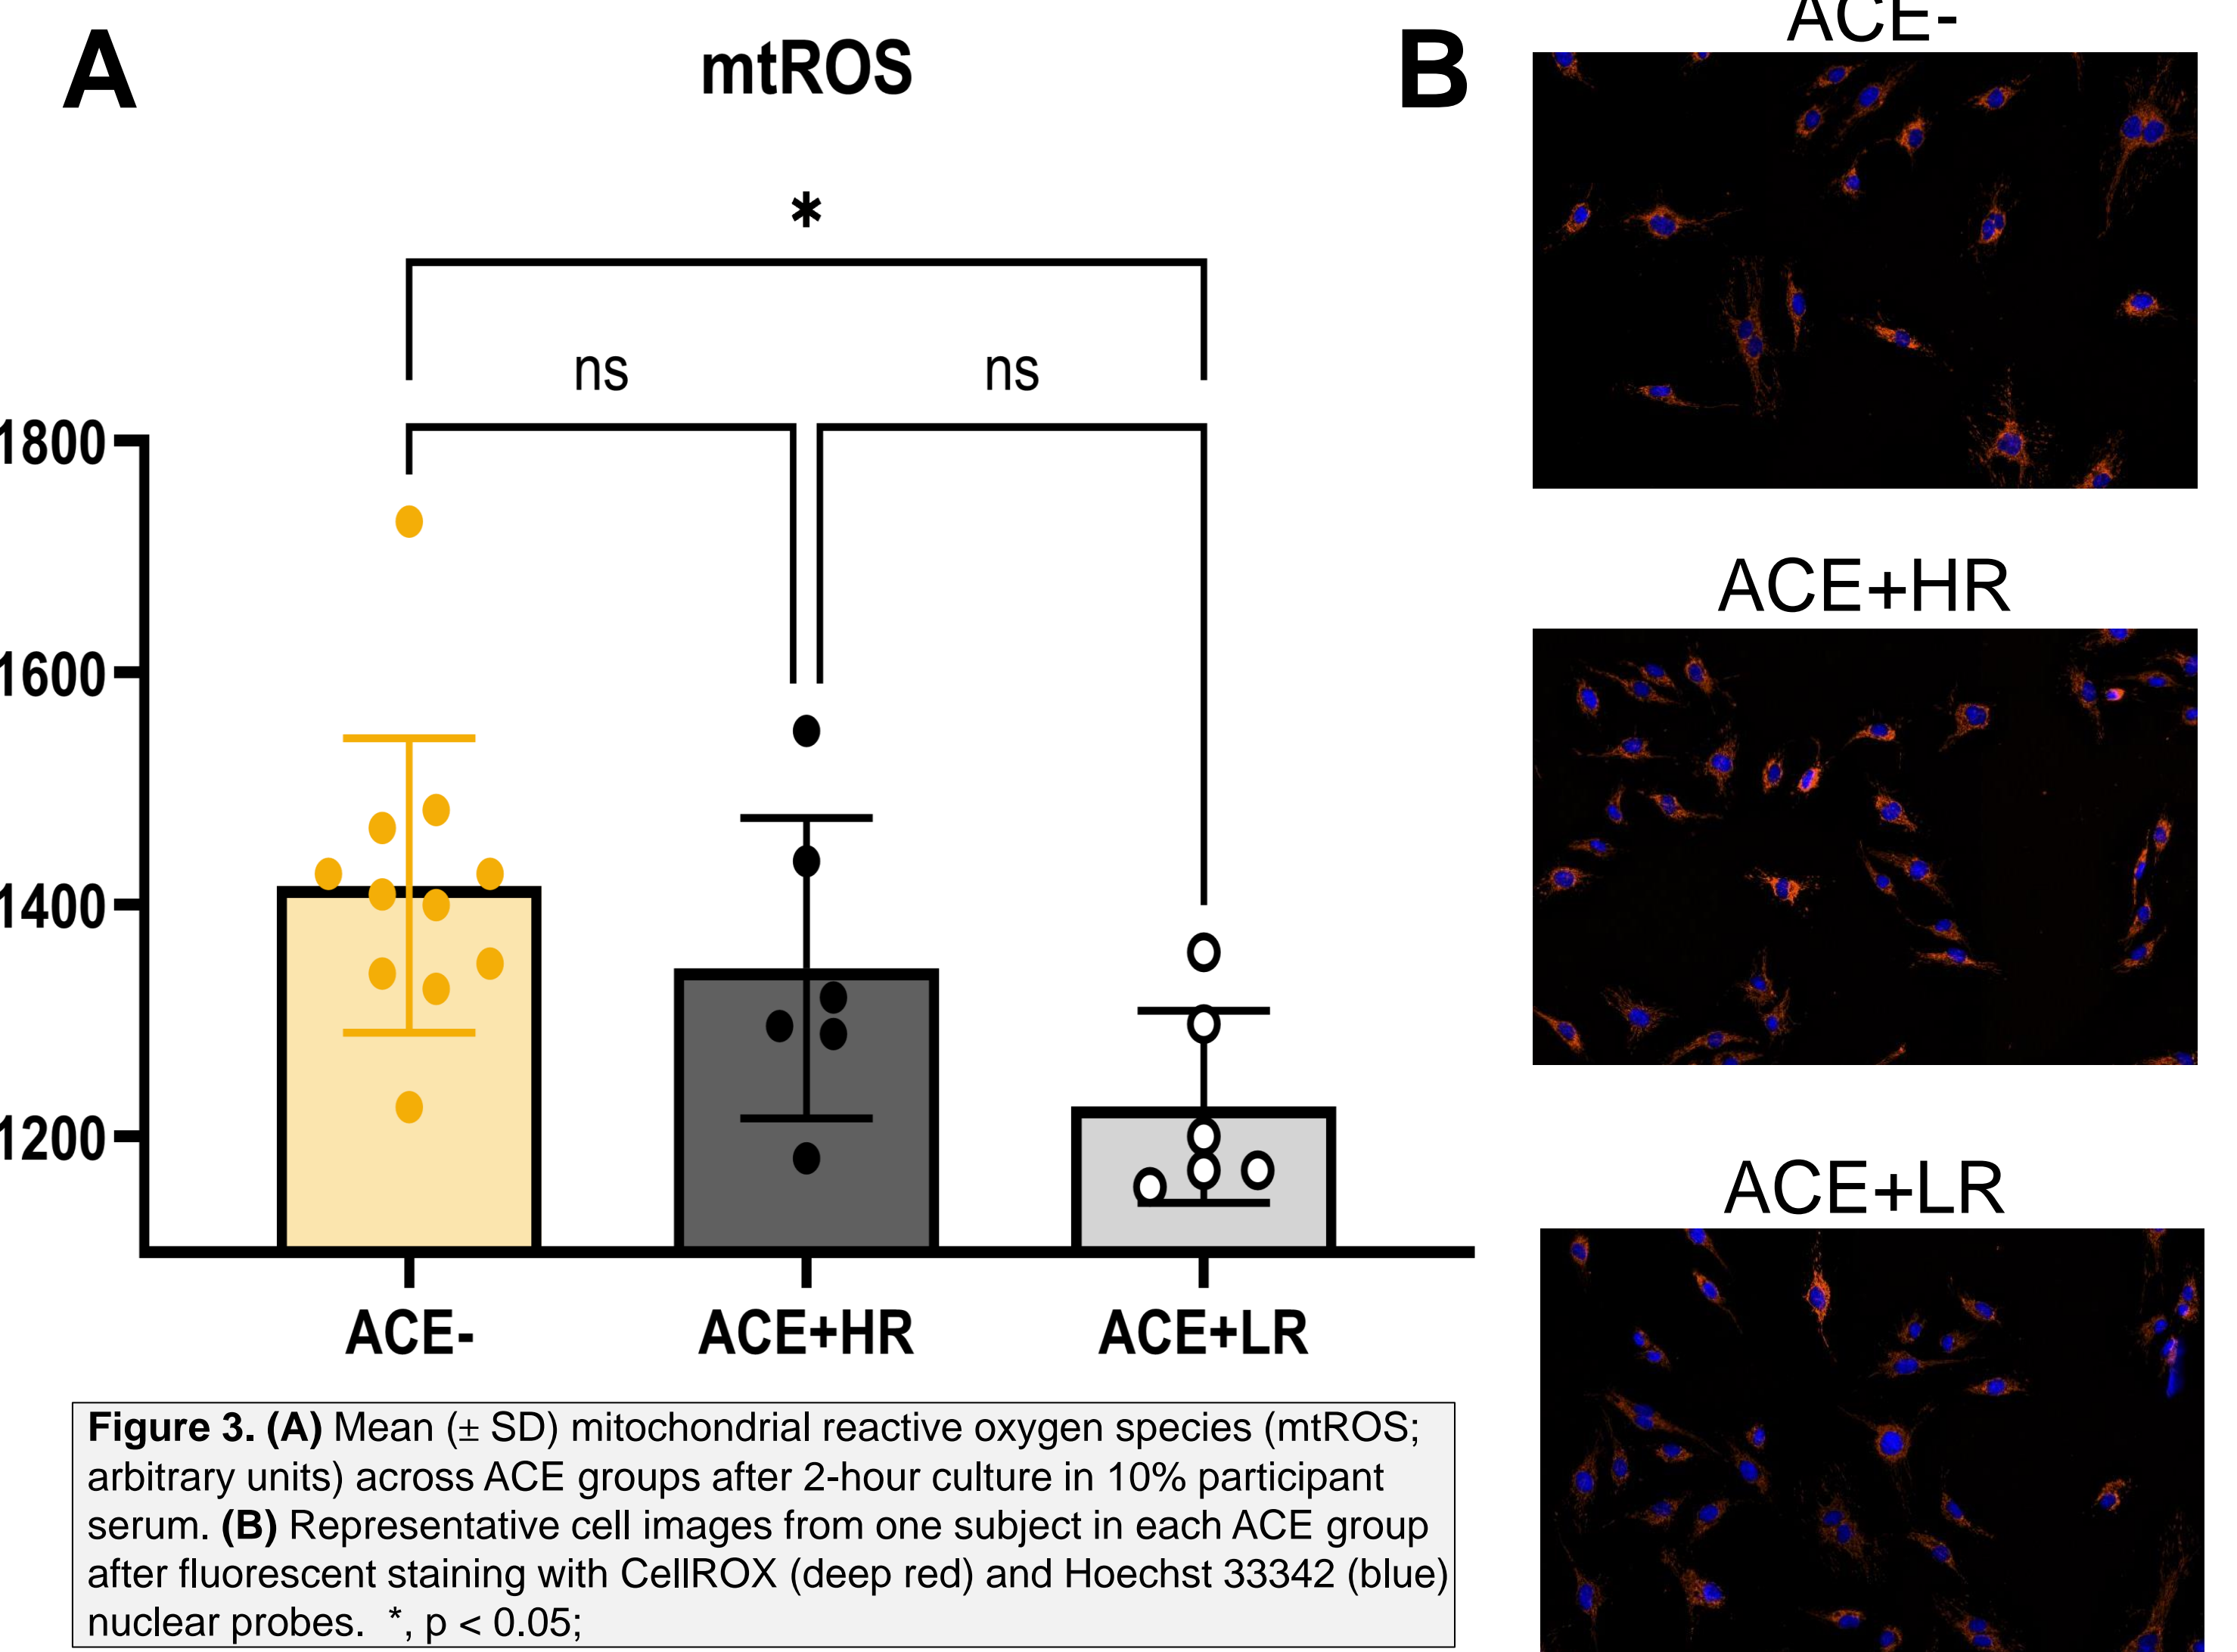 A
mtROS
*
ns
ns
1800
1600
1400
1200
ACE-
ACE+HR
ACE+LR
Figure 3. (A) Mean (± SD) mitochondrial reactive oxygen species (mtROS;
arbitrary units) across ACE groups after 2-hour culture in 10% participant
serum. (B) Representative cell images from one subject in each ACE group
after fluorescent staining with CellROX (deep red) and Hoechst 33342 (blue)
nuclear probes. *, p < 0.05;
B
ACE-
ACE+HR
ACE+LR